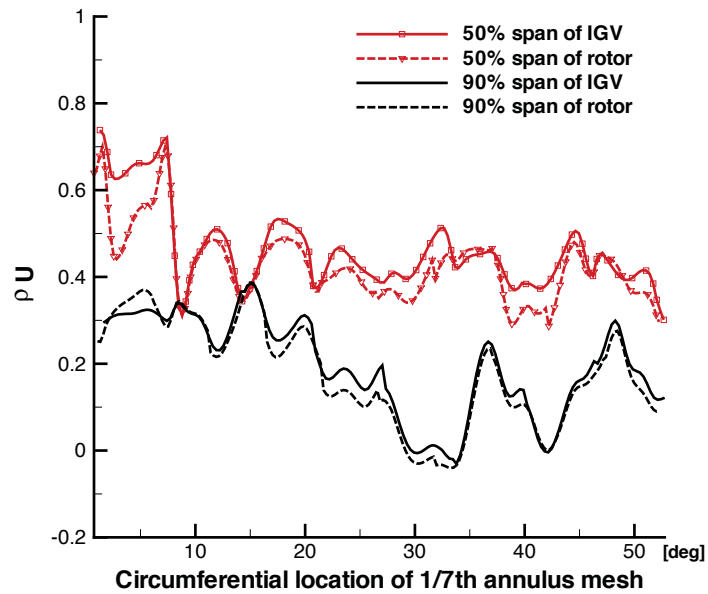 50% span of IGV
50% span of rotor
90% span of IGV
90% span of rotor
1
0.8
0.6
0.4
0.2
0
-0.2
ρ U
10
20
30
40
50
[deg]
Circumferential location of 1/7th annulus mesh